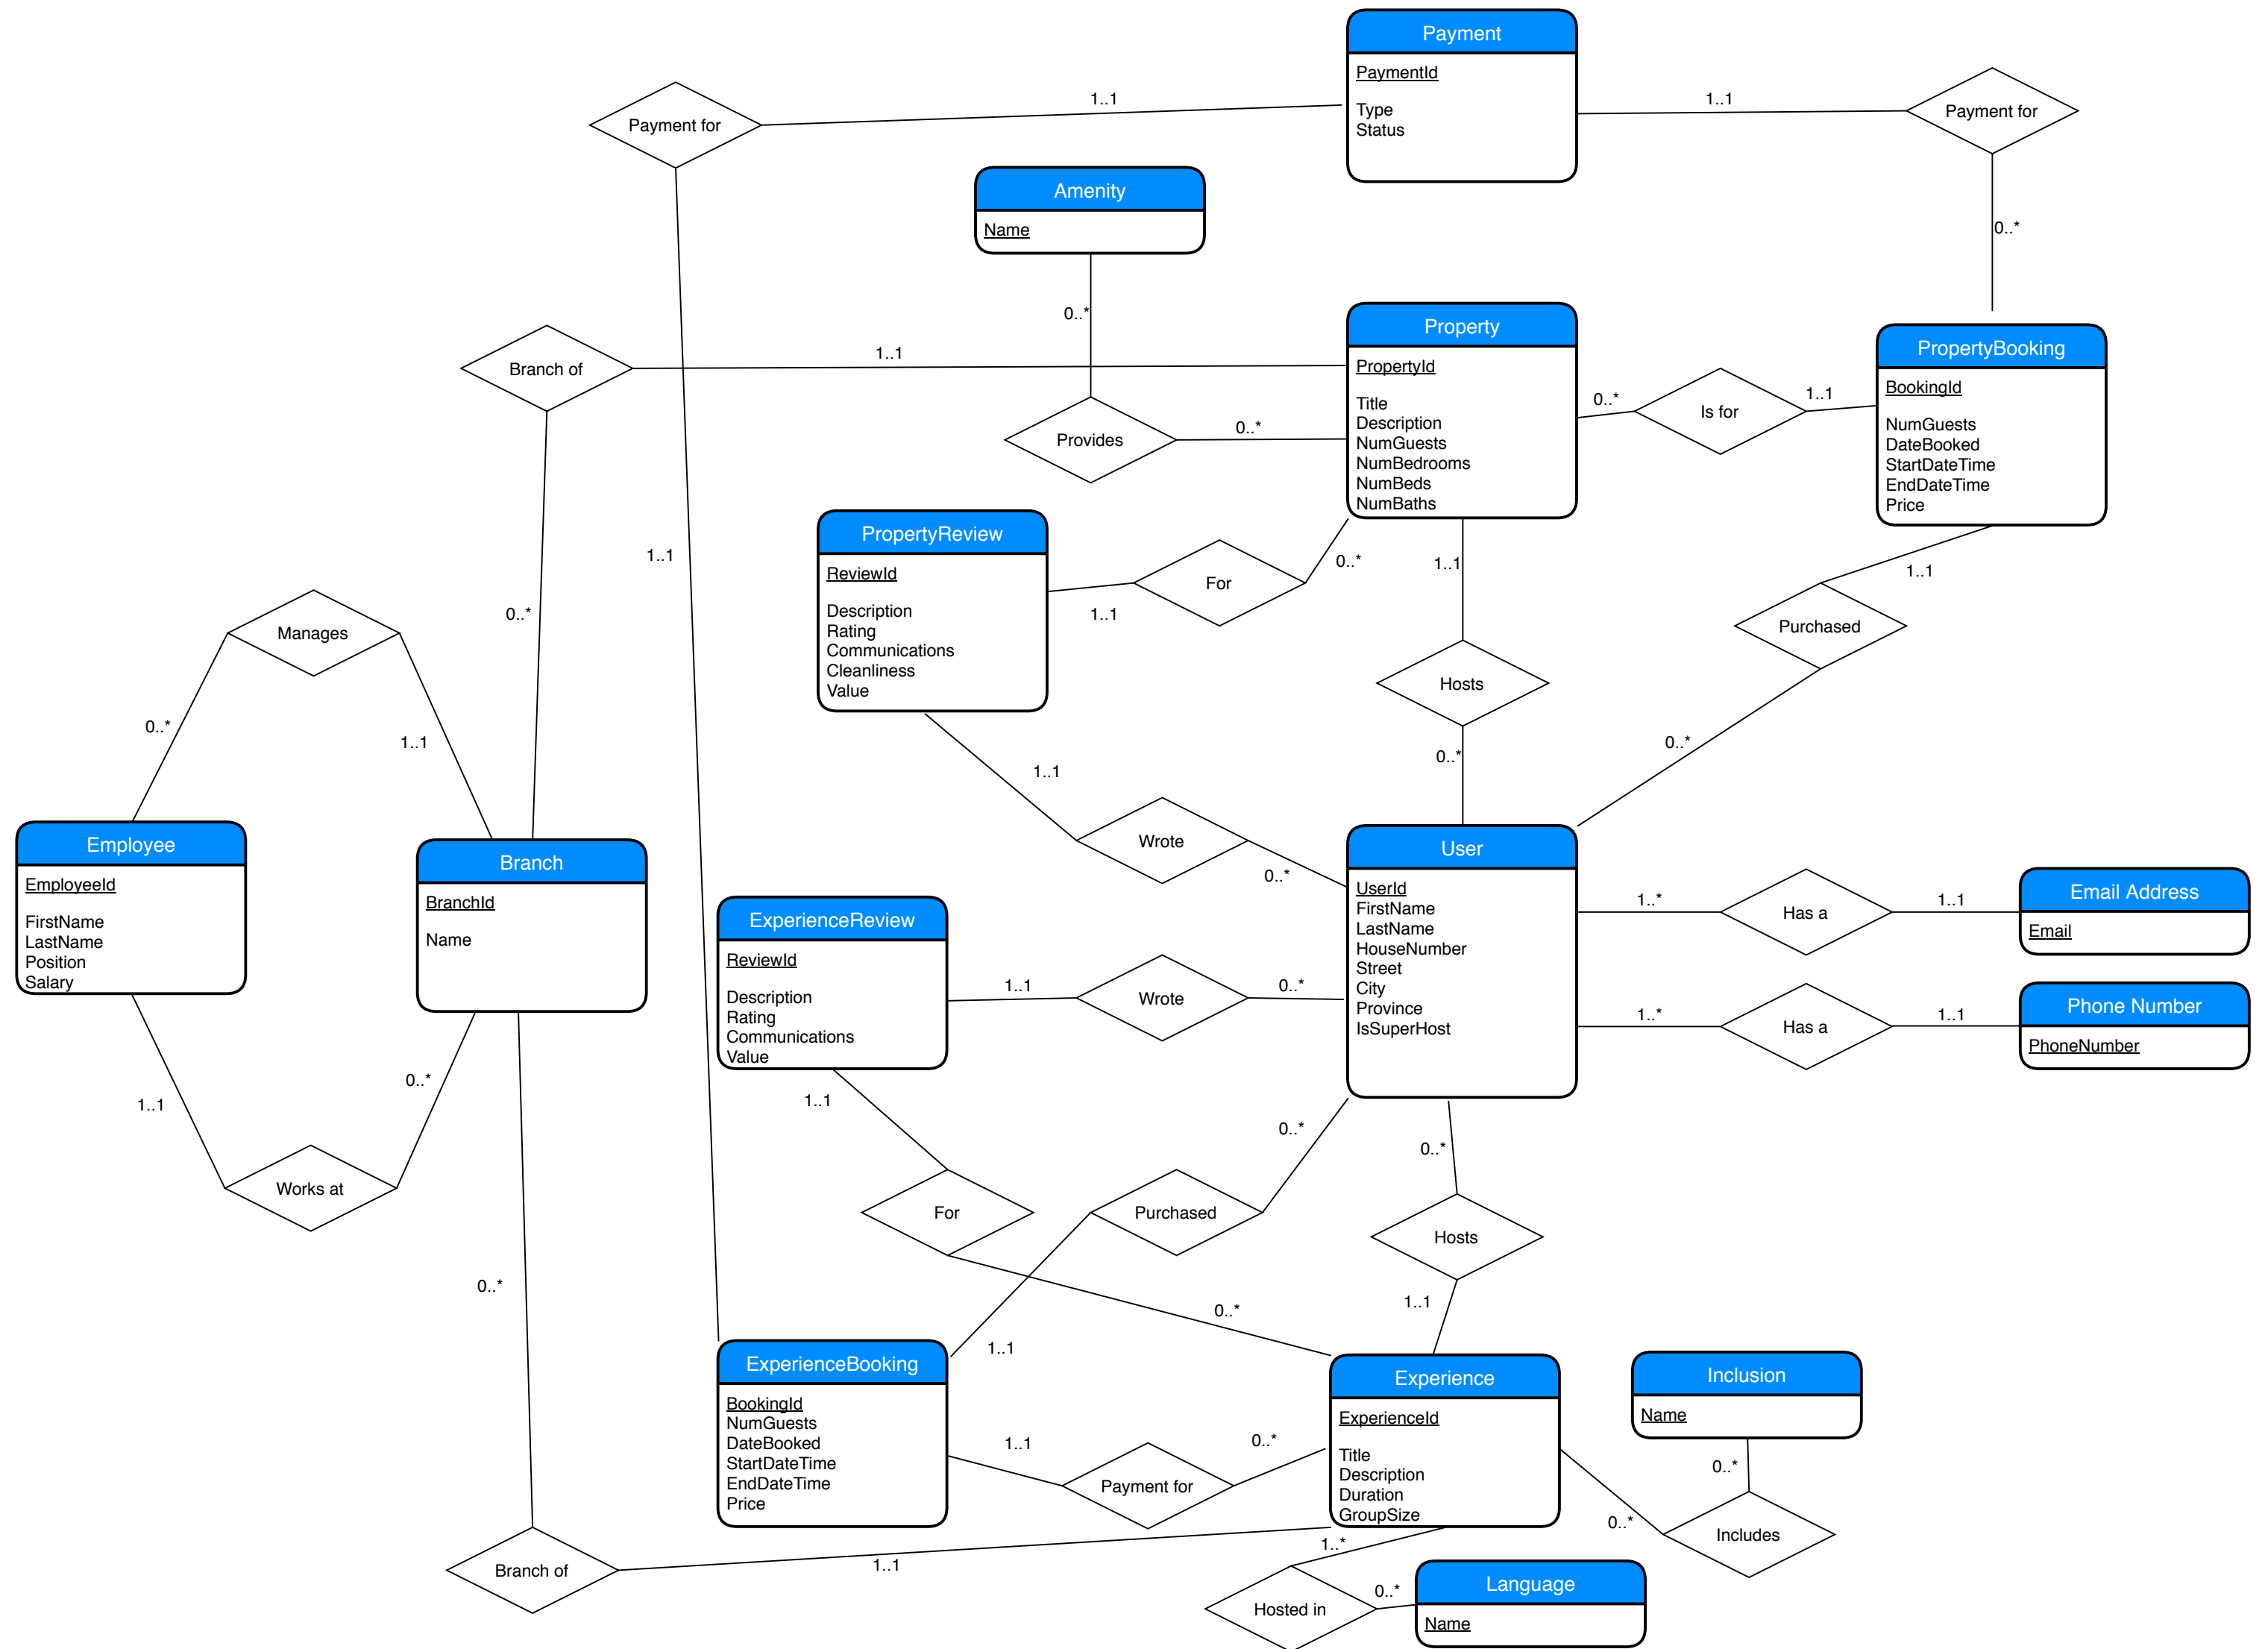 Payment
PaymentId
Type
Status
Payment for
1..1
1..1
Payment for
0..*
1..1
Amenity
Name
0..*
Provides
0..*
Branch of
1..1
0..*
Property
PropertyId
Title
Description
NumGuests
NumBedrooms
NumBeds
NumBaths
0..*
Is for
1..1
PropertyBooking
BookingId
NumGuests
DateBooked
StartDateTime
EndDateTime
Price
PropertyReview
ReviewId
Description
Rating
Communications
Cleanliness
Value
1..1
For
0..*
1..1
Hosts
0..*
1..1
Purchased
0..*
Manages
0..*
1..1
1..1
Wrote
0..*
Employee
EmployeeId
FirstName
LastName
Position
Salary
Branch
BranchId
Name
1..1
Works at
0..*
ExperienceReview
ReviewId
Description
Rating
Communications
Value
1..1
Wrote
0..*
User
UserId
FirstName
LastName
HouseNumber
Street
City
Province
IsSuperHost
1..*
Has a
1..1
Email Address
Email
1..*
Has a
1..1
Phone Number
PhoneNumber
1..1
For
0..*
Purchased
0..*
1..1
0..*
Hosts
1..1
0..*
ExperienceBooking
BookingId
NumGuests
DateBooked
StartDateTime
EndDateTime
Price
1..1
Payment for
0..*
Experience
ExperienceId
Title
Description
Duration
GroupSize
Inclusion
Name
0..*
0..*
Includes
Branch of
1..1
1..*
Hosted in
0..*
Language
Name